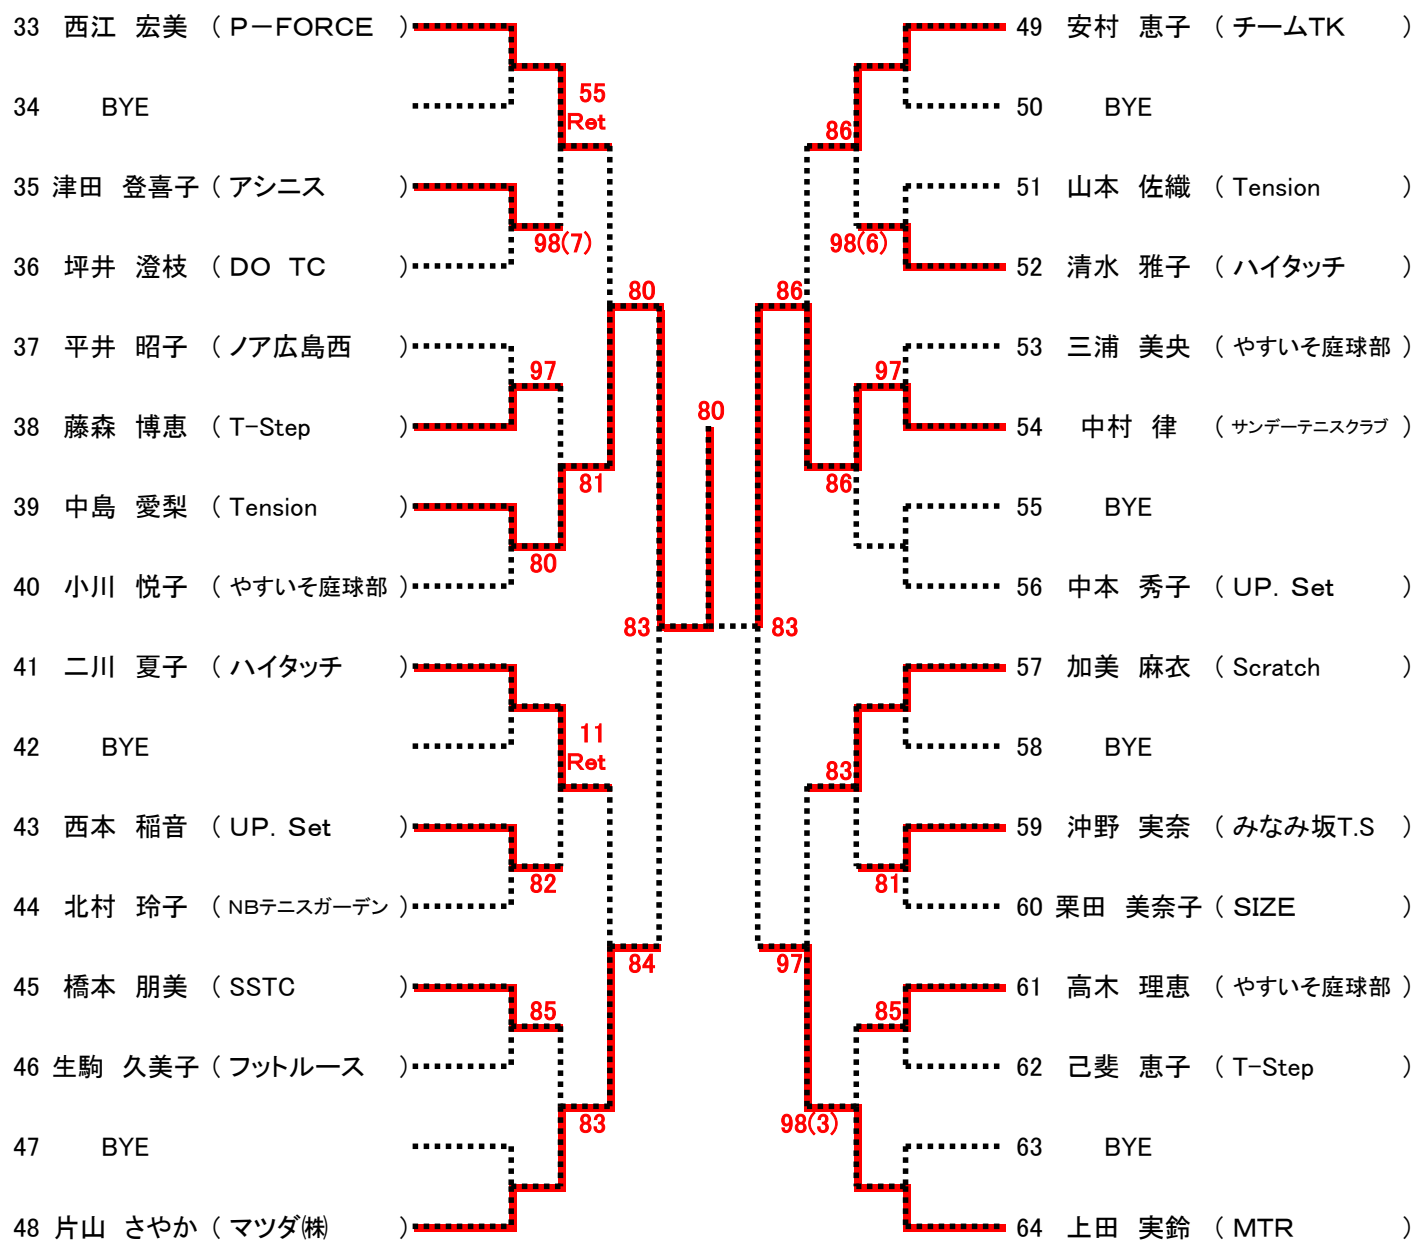 33 西江 宏美 ( P－FORCE )
34 BYE
55
Ret
35 津田 登喜子 ( アシニス )
98(7)
36 坪井 澄枝 ( DO TC )
80
37 平井 昭子 ( ノア広島西 )
97
38 藤森 博恵 ( T-Step )
81
39 中島 愛梨 ( Tension )
80
40 小川 悦子 ( やすいそ庭球部 )
83
41 二川 夏子 ( ハイタッチ )
42 BYE
11
Ret
43 西本 稲音 ( UP．Set )
82
44 北村 玲子 ( NBテニスガーデン )
84
45 橋本 朋美 ( SSTC )
85
46 生駒 久美子 ( フットルース )
83
47 BYE
48 片山 さやか ( マツダ㈱ )
80
49 安村 恵子 ( チームTK )
50 BYE
86
51 山本 佐織 ( Tension )
98(6)
52 清水 雅子 ( ハイタッチ )
86
53 三浦 美央 ( やすいそ庭球部 )
97
54 中村 律 ( サンデーテニスクラブ )
86
55 BYE
56 中本 秀子 ( UP．Set )
83
57 加美 麻衣 ( Scratch )
58 BYE
83
59 沖野 実奈 ( みなみ坂T.S )
81
60 栗田 美奈子 ( SIZE )
97
61 高木 理恵 ( やすいそ庭球部 )
85
62 己斐 恵子 ( T-Step )
98(3)
63 BYE
64 上田 実鈴 ( MTR )